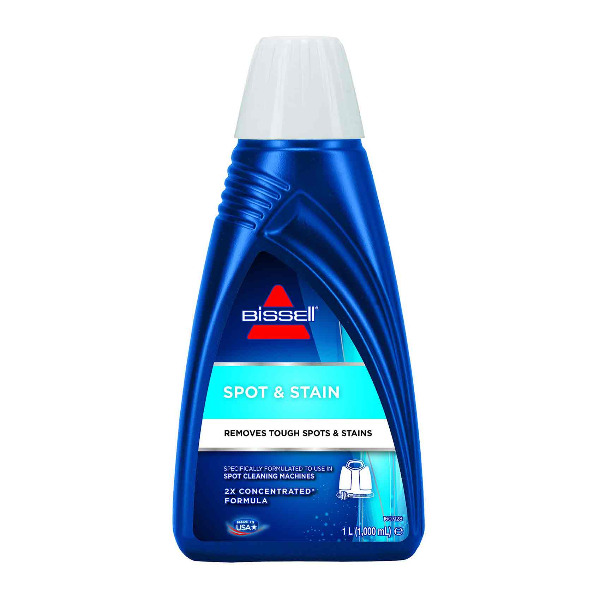 BISSELL®
SPOT & STAIN
REMOVES TOUGH SPOTS & STAINS
SPECIFICALLY FORMULATED TO USE IN
SPOT CLEANING MACHINES
2X CONCENTRATED*
FORMULA
USA
1 L (1,000 mL) ℮